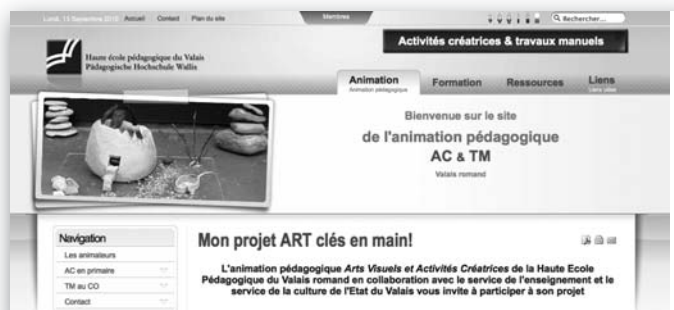 Lundi, 13 Septembre 2010 Accueil Contact Plan du site
Membres
Rechercher...
Haute école pédagogique du Valais
Pädagogische Hochschule Wallis
Activités créatrices & travaux manuels
Animation Formation Ressources Liens
Animation pédagogique Liens utiles
Bienvenue sur le site
de l'animation pédagogique
AC & TM
Valais romand
Navigation
Les animateurs
AC en primaire
TM au CO
Contact
Mon projet ART clés en main!
L'animation pédagogique Arts Visuels et Activités Créatrices de la Haute Ecole
Pédagogique du Valais romand en collaboration avec le service de l'enseignement et le
service de la culture de l'Etat du Valais vous invite à participer à son projet